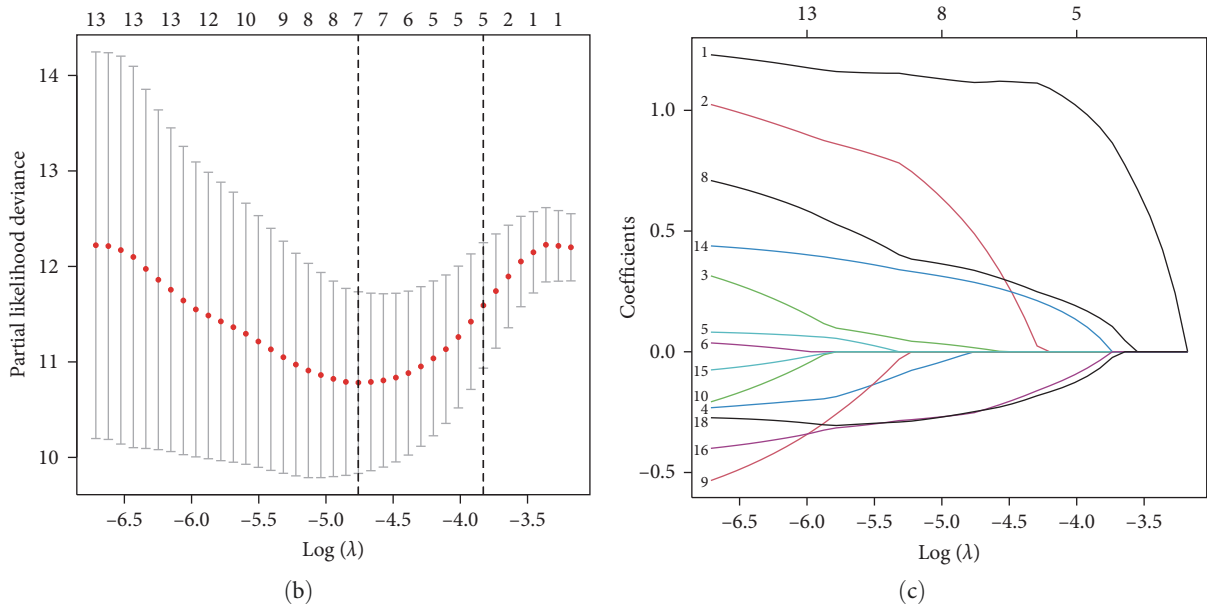 13 13 13 12 10 9 8 8 7 7 6 5 5 5 2 1 1
14
13
12
11
10
Partial likelihood deviance
−6.5 −6.0 −5.5 −5.0 −4.5 −4.0 −3.5
Log (λ)
(b)
13 8 5
1.0
0.5
0.0
−0.5
Coefficients
1
2
8
14
3
5
6
15
10
4
18
16
9
−6.5 −6.0 −5.5 −5.0 −4.5 −4.0 −3.5
Log (λ)
(c)